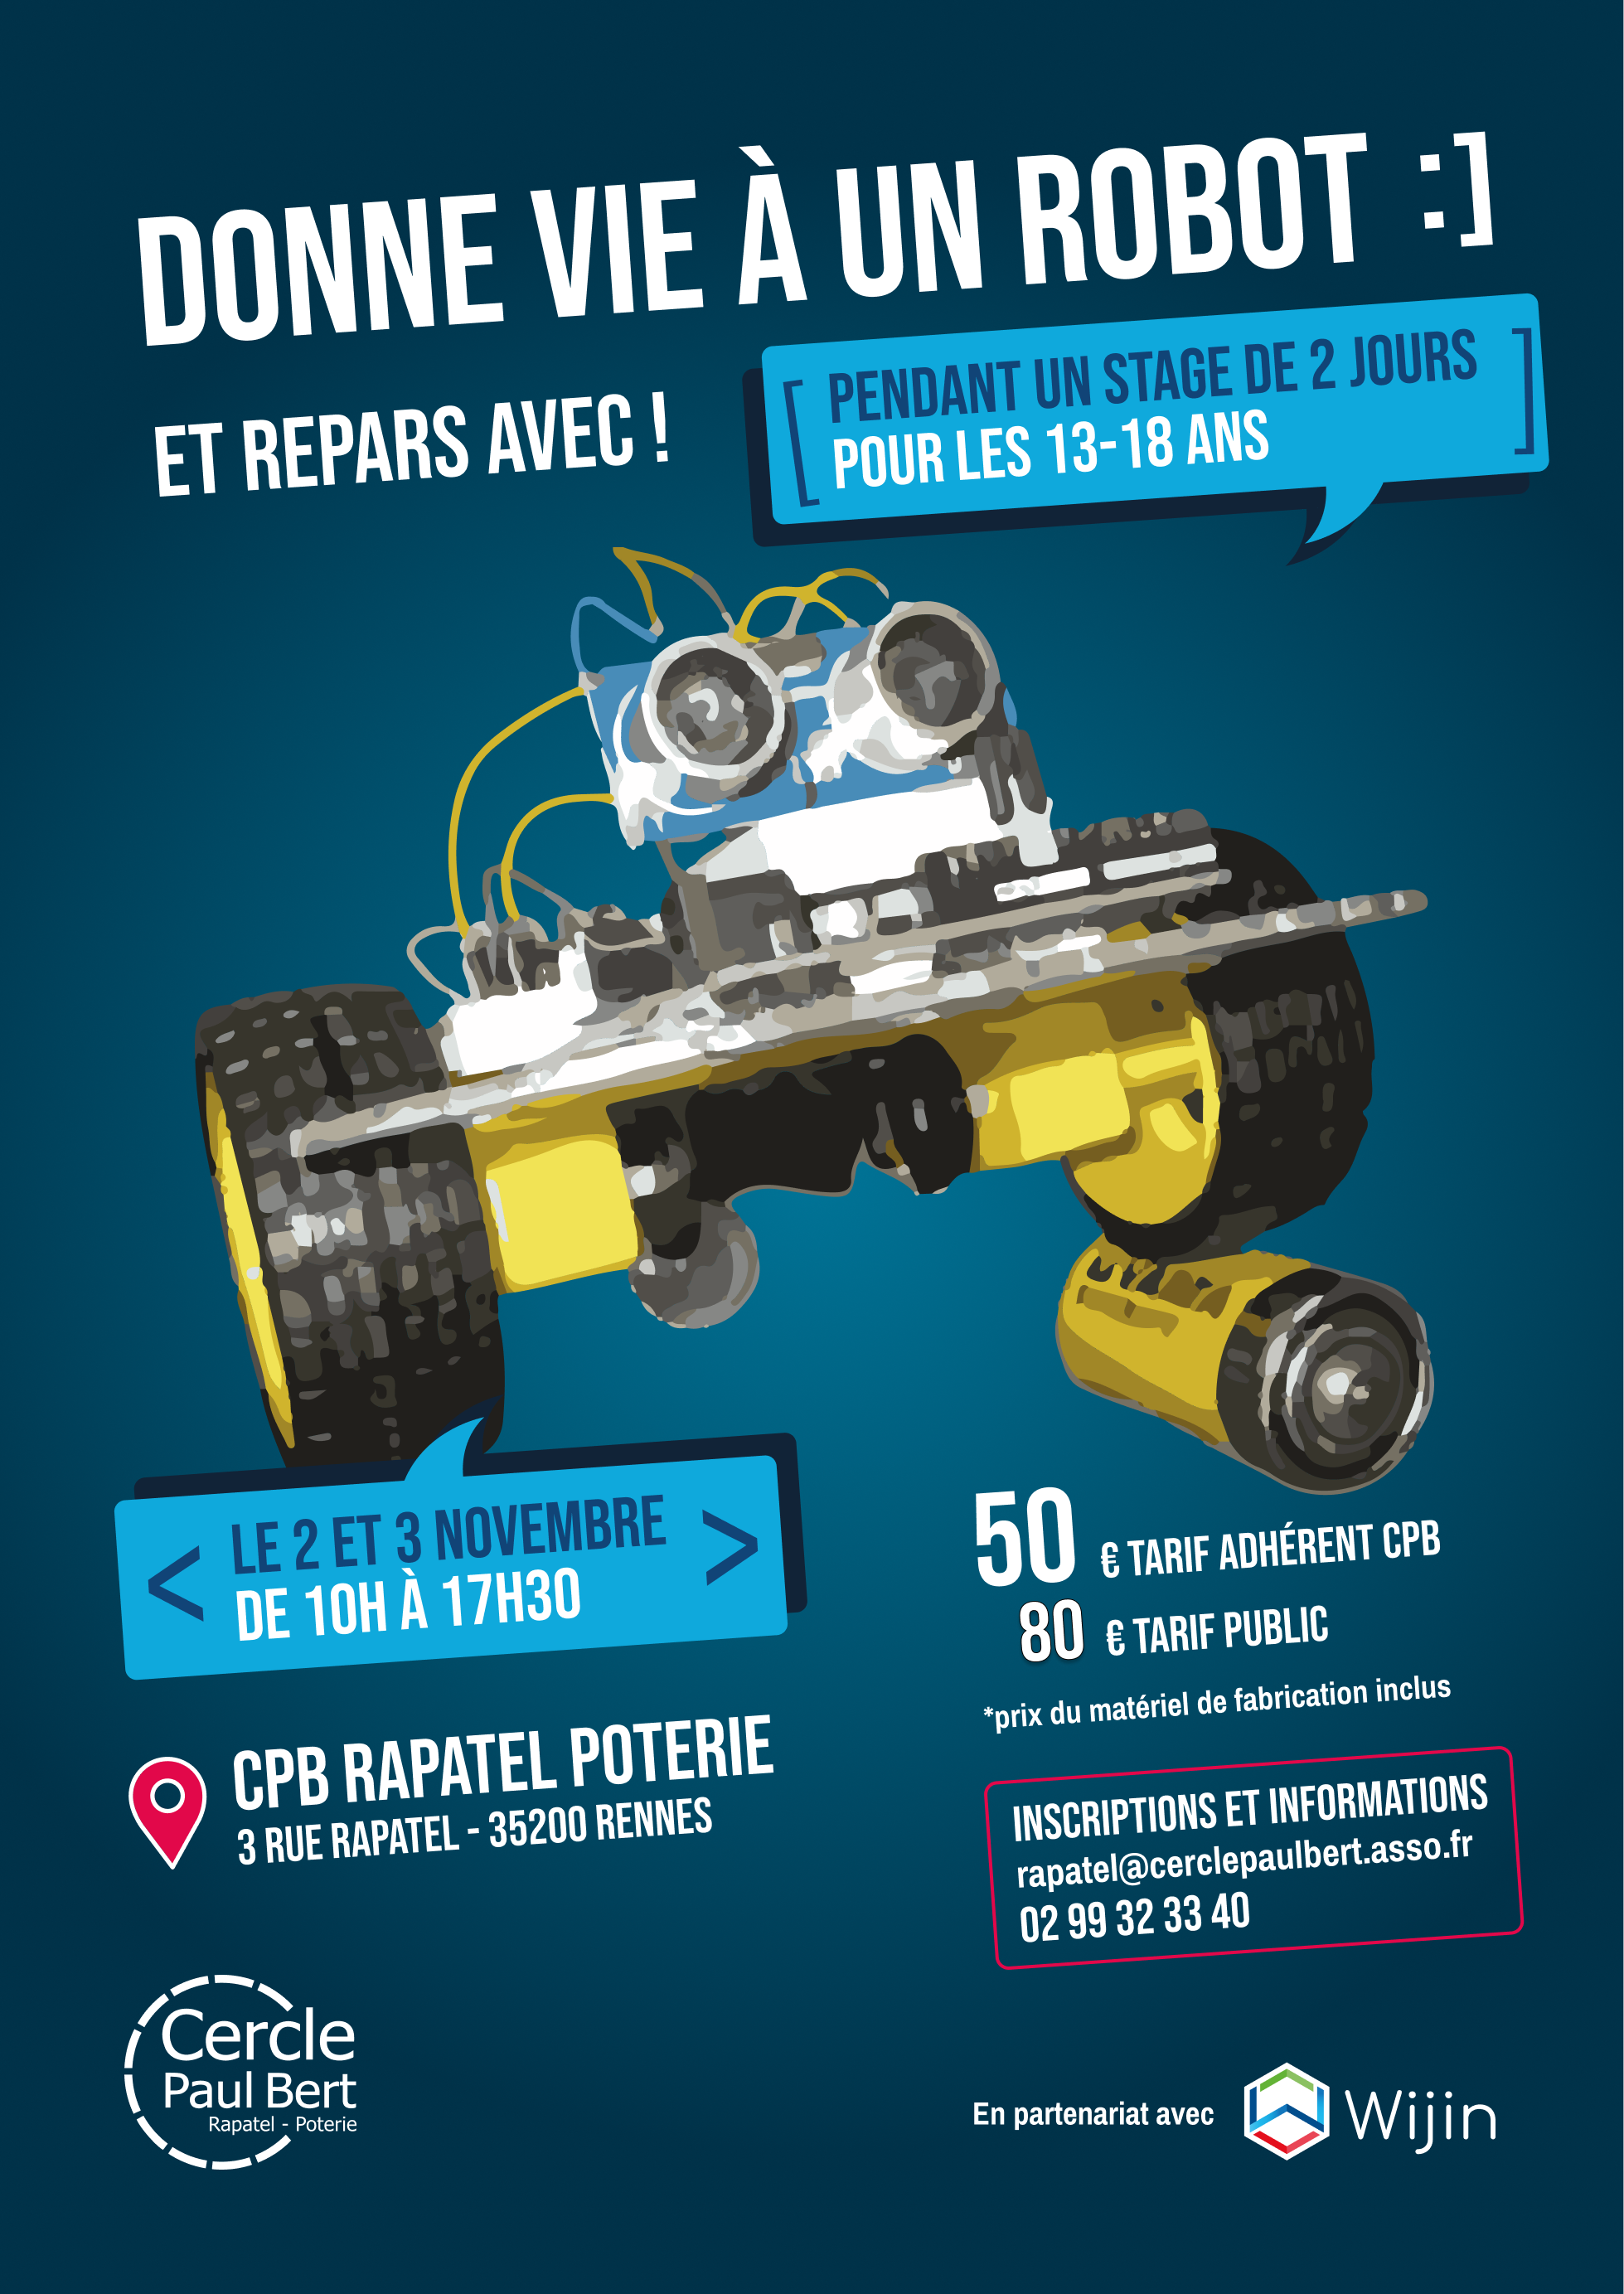 DONNE VIE À UN ROBOT :]
ET REPARS AVEC !
[ PENDANT UN STAGE DE 2 JOURS ]
POUR LES 13-18 ANS
< LE 2 ET 3 NOVEMBRE >
DE 10H À 17H30
50 € TARIF ADHÉRENT CPB
80 € TARIF PUBLIC
*prix du matériel de fabrication inclus
CPB RAPATEL POTERIE
3 RUE RAPATEL - 35200 RENNES
INSCRIPTIONS ET INFORMATIONS
rapatel@cerclepaulbert.asso.fr
02 99 32 33 40
Cercle
Paul Bert
Rapatel - Poterie
En partenariat avec
Wijin